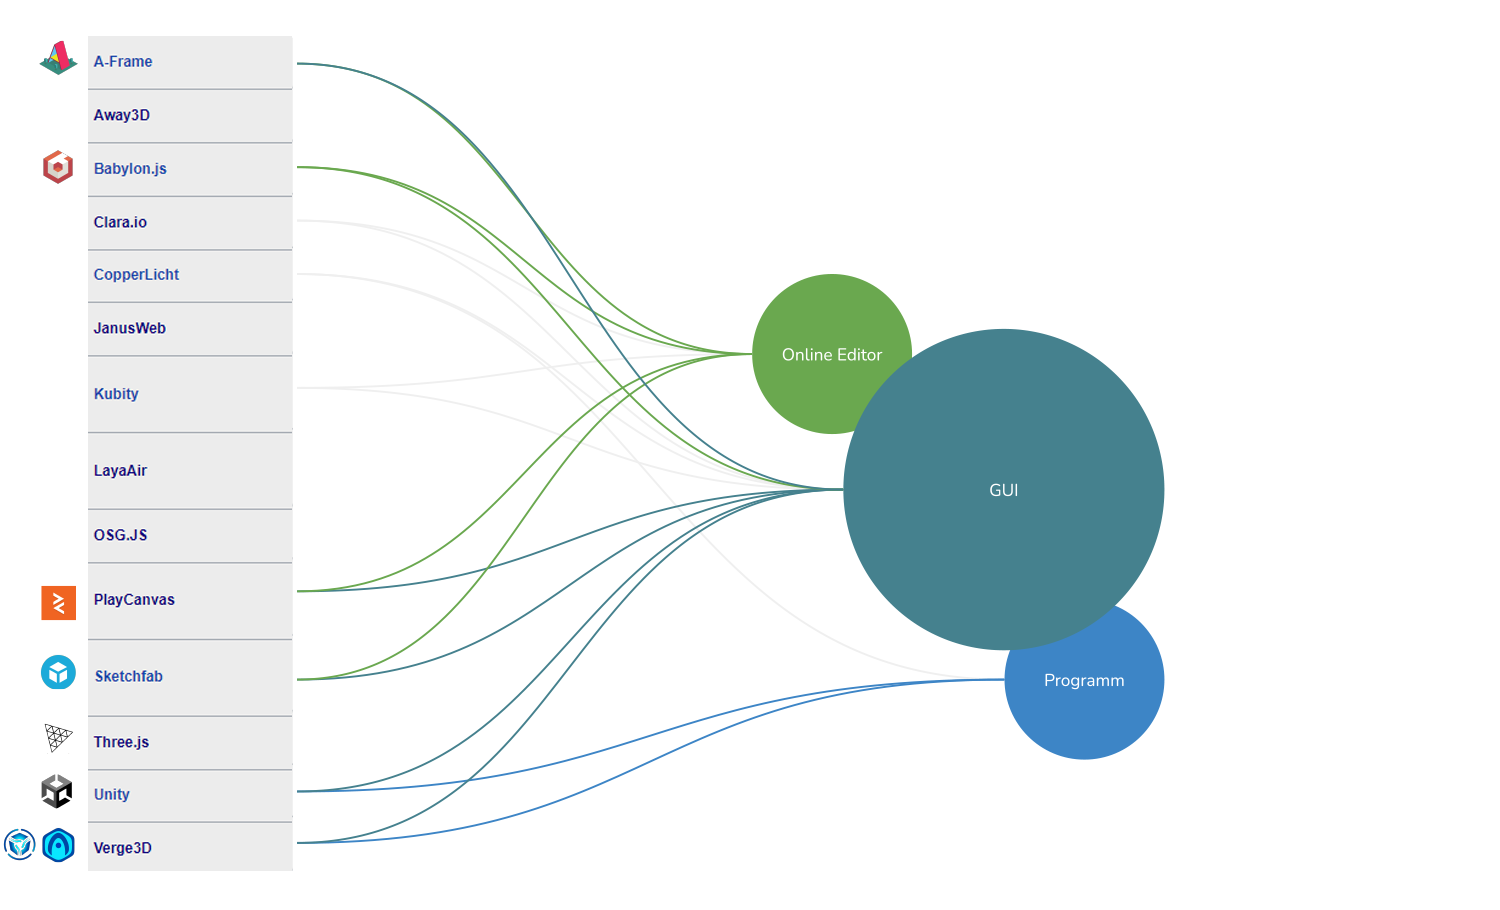 A-Frame
Away3D
Babylon.js
Clara.io
CopperLicht
JanusWeb
Kubity
LayaAir
OSG.JS
PlayCanvas
Sketchfab
Three.js
Unity
Verge3D
Online Editor
GUI
Programm